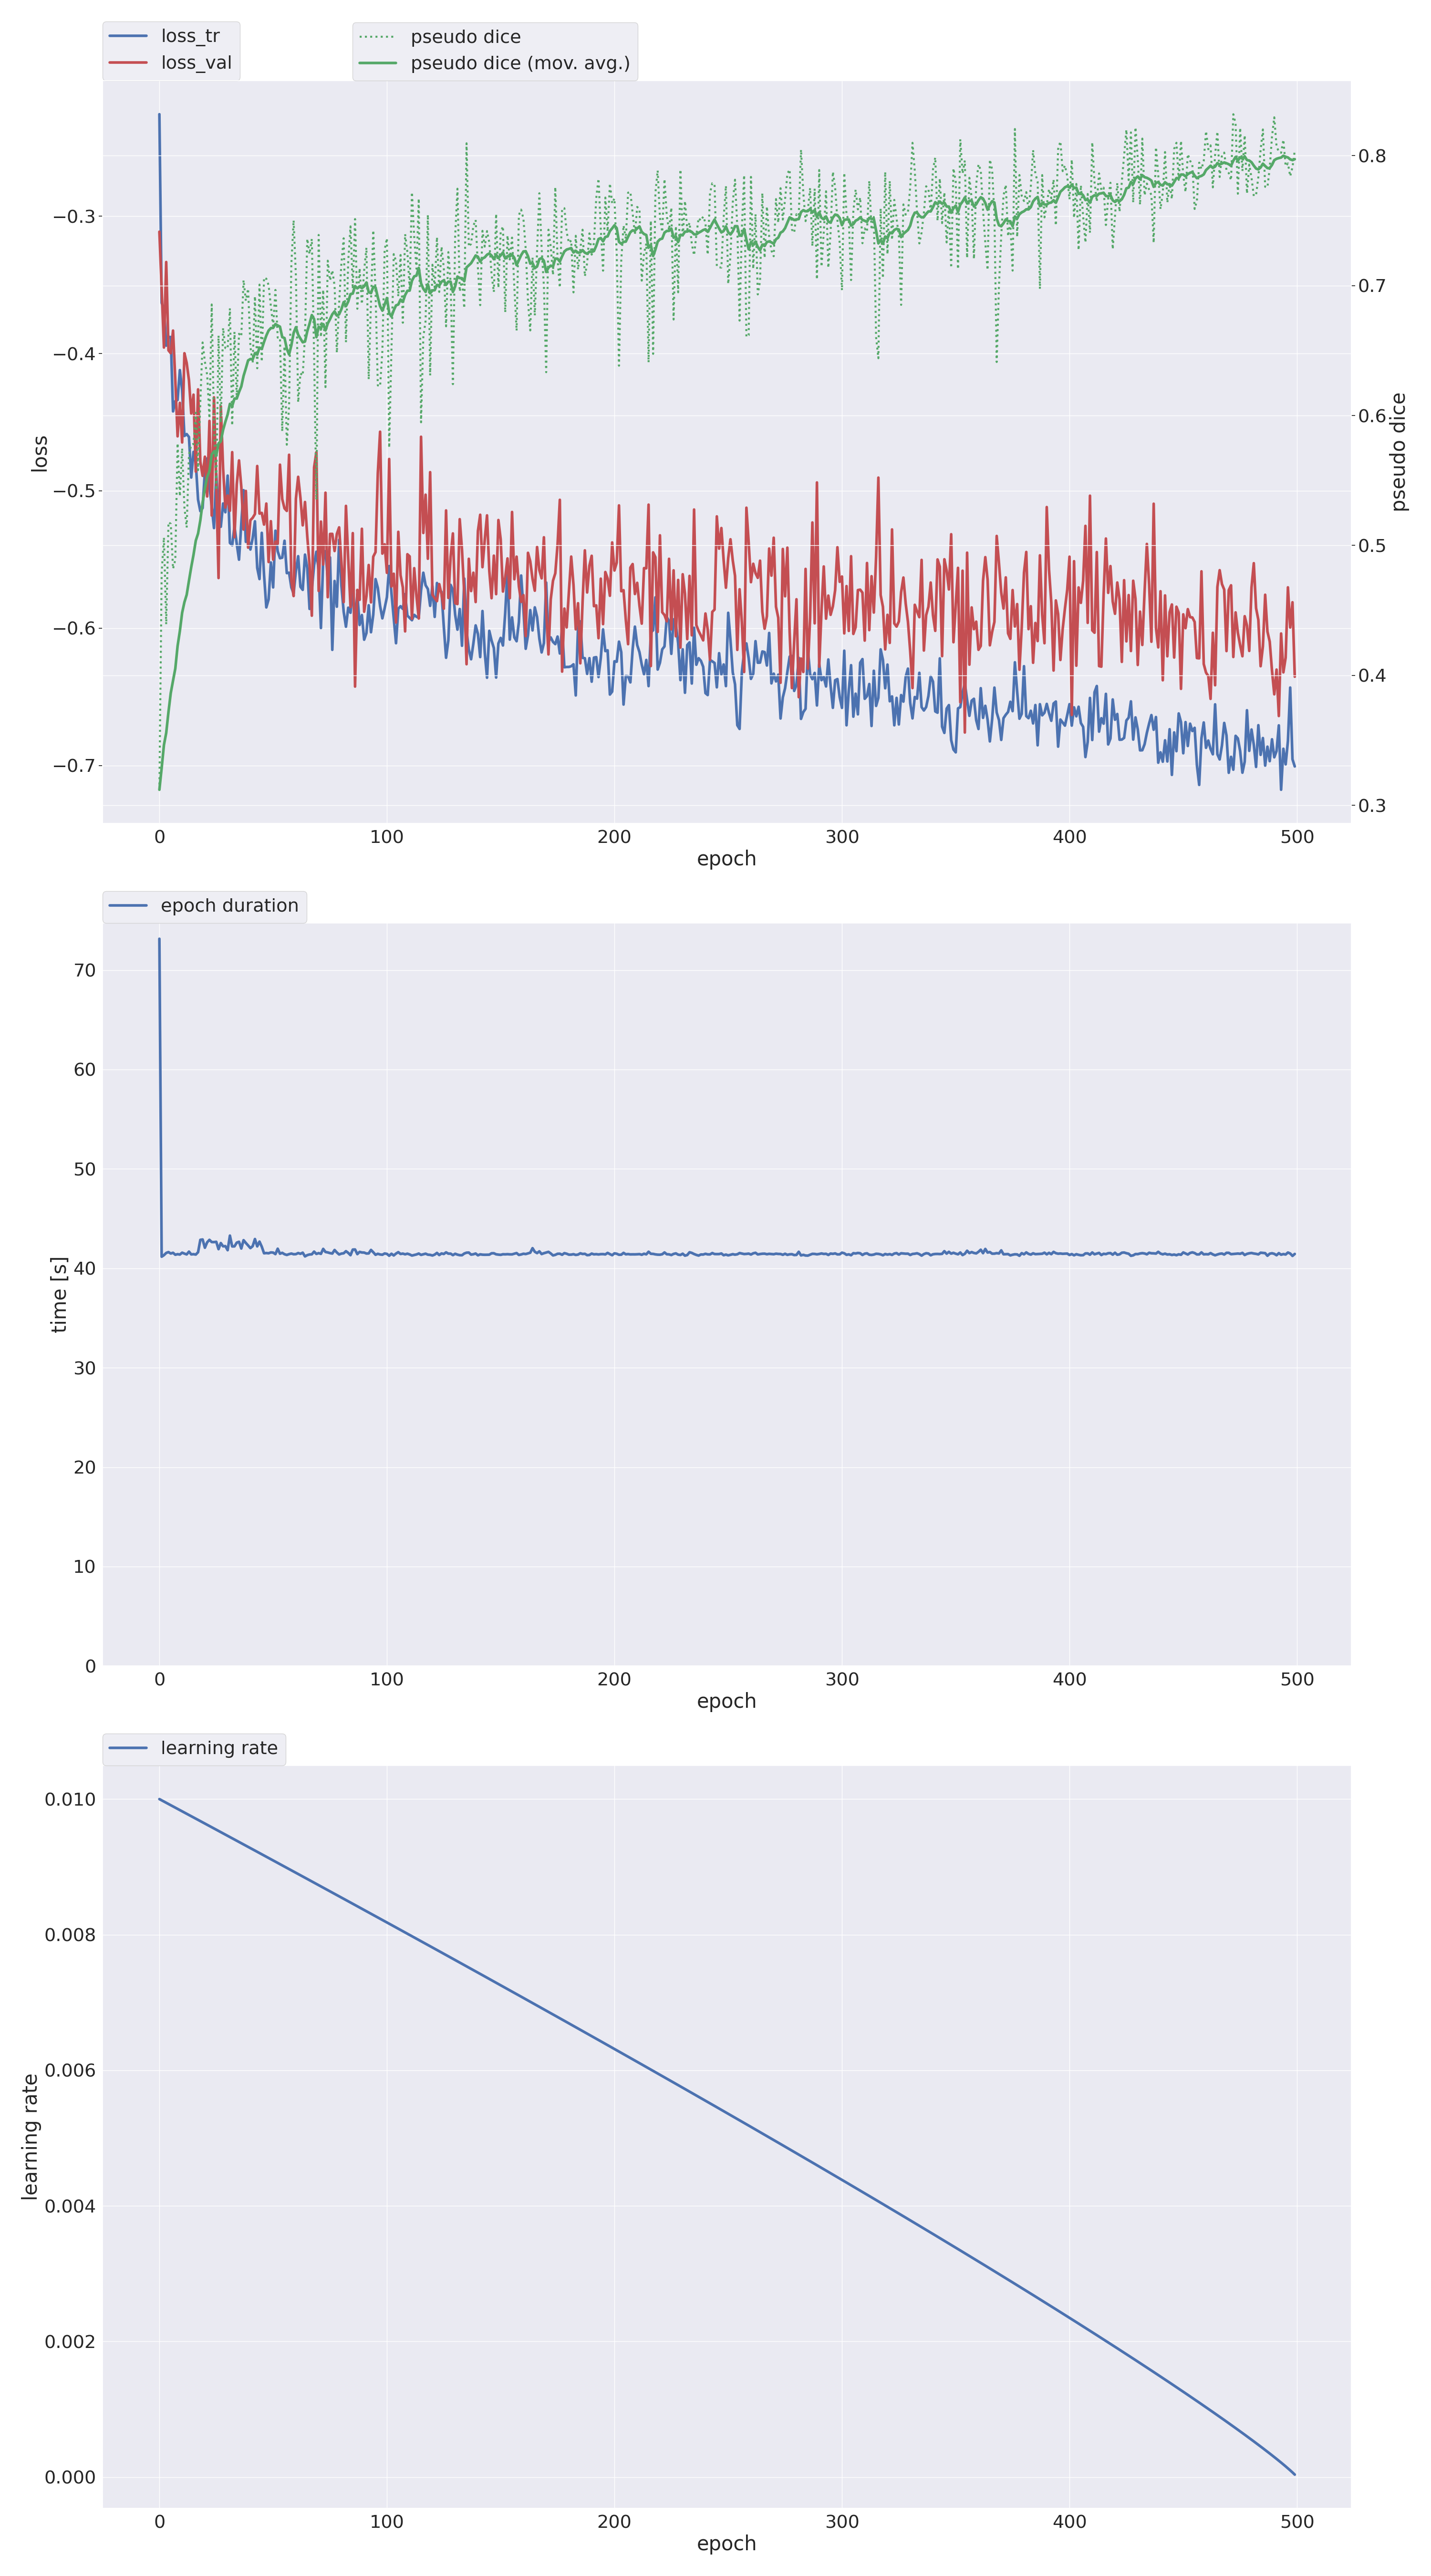 loss_tr
loss_val
pseudo dice
pseudo dice (mov. avg.)
−0.3
−0.4
−0.5
−0.6
−0.7
loss
0.8
0.7
0.6
0.5
0.4
0.3
pseudo dice
0 100 200 300 400 500
epoch
epoch duration
70
60
50
40
30
20
10
0
time [s]
0 100 200 300 400 500
epoch
learning rate
0.010
0.008
0.006
0.004
0.002
0.000
learning rate
0 100 200 300 400 500
epoch